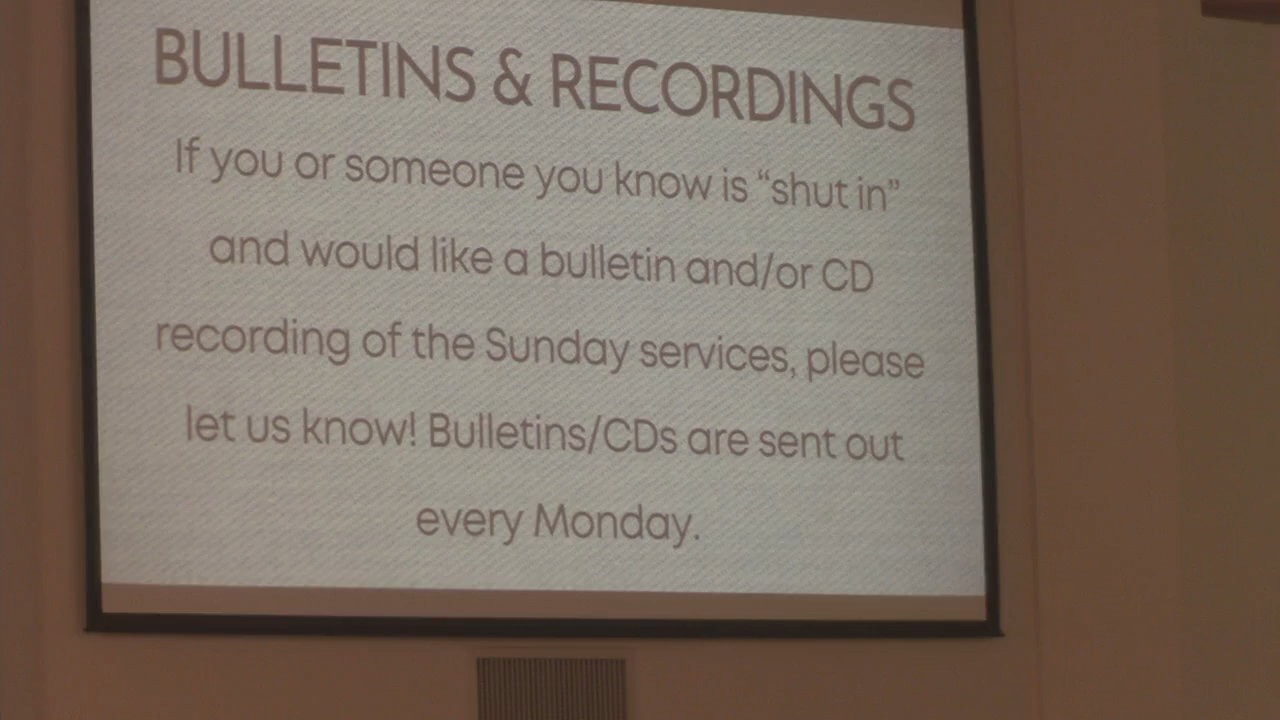 BULLETINS & RECORDINGS
If you or someone you know is “shut in”
and would like a bulletin and/or CD
recording of the Sunday services, please
let us know! Bulletins/CDs are sent out
every Monday.